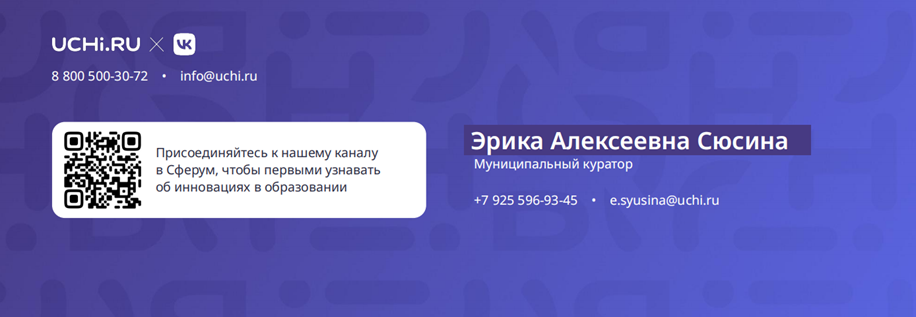 UCHi.RU × VK
8 800 500-30-72 • info@uchi.ru
Присоединяйтесь к нашему каналу
в Сферум, чтобы первыми узнавать
об инновациях в образовании
Эрика Алексеевна Сюсина
Муниципальный куратор
+7 925 596-93-45 • e.syusina@uchi.ru